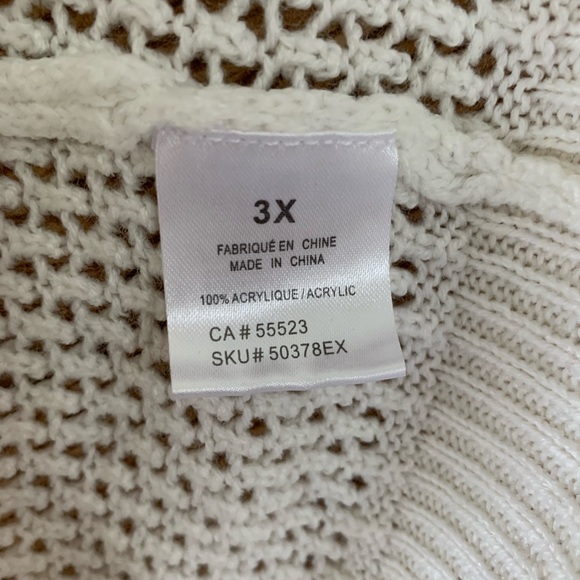 3X
FABRIQUÉ EN CHINE
MADE IN CHINA
100% ACRYLIQUE / ACRYLIC
CA # 55523
SKU# 50378EX